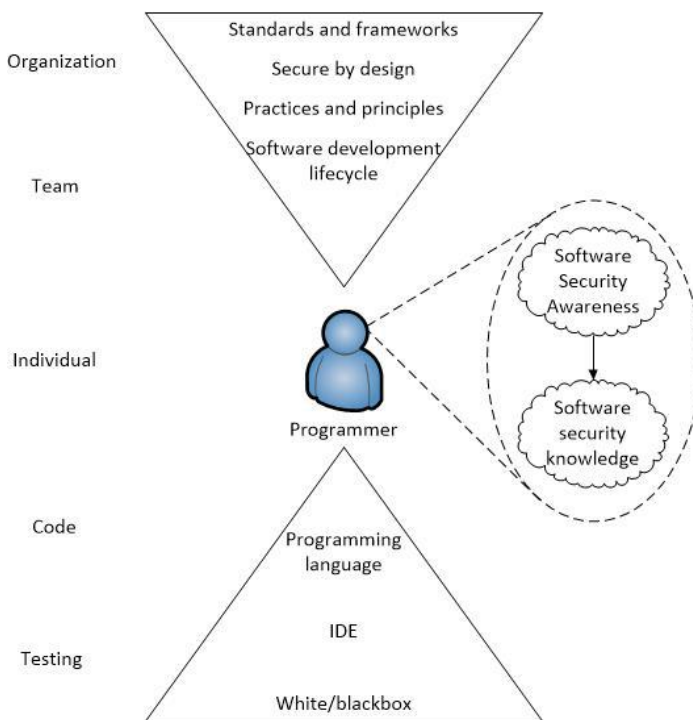 Standards and frameworks
Organization
Secure by design
Practices and principles
Software development
lifecycle
Team
Software
Security
Awareness
Individual
Programmer
Software
security
knowledge
Code
Programming
language
IDE
Testing
White/blackbox